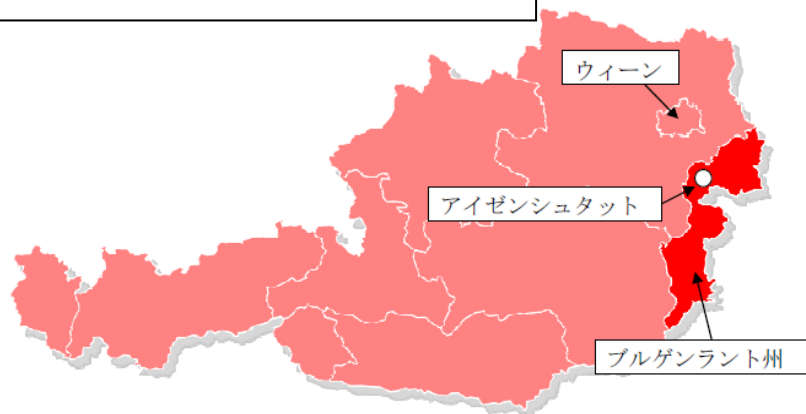 ウィーン
アイゼンシュタット
ブルゲンラント州